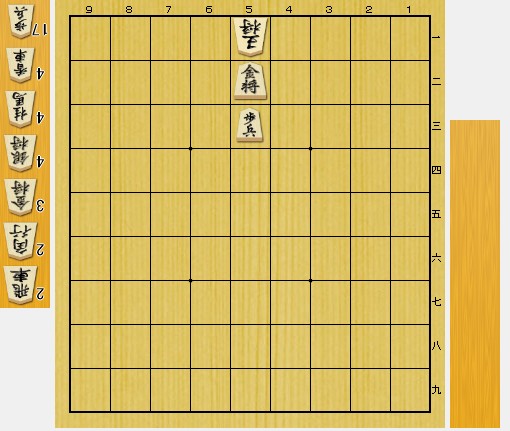 9 8 7 6 5 4 3 2 1
王将 一
金将 二
歩兵 三
四
五
六
七
八
九
歩兵 17
香車 4
桂馬 4
銀将 4
金将 3
角行 2
飛車 2